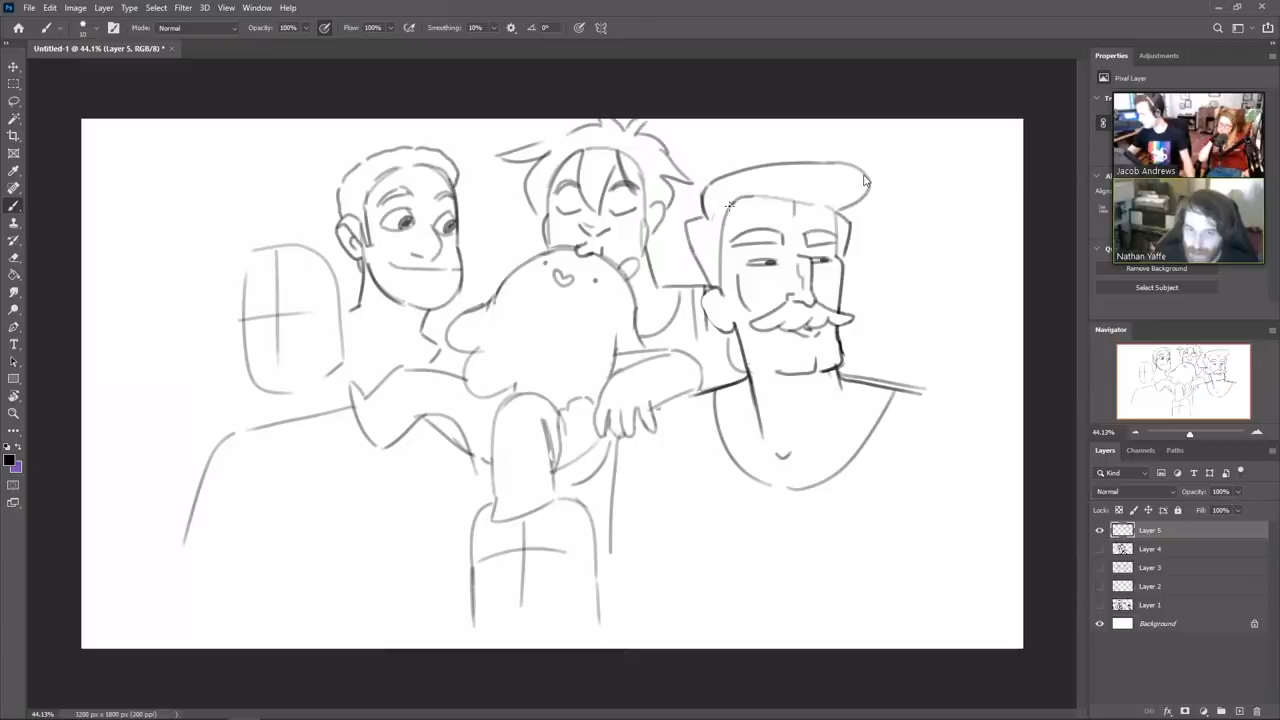 File Edit Image Layer Type Select Filter 3D View Window Help
Mode: Normal Opacity: 100% Flow: 100% Smoothing: 10% 0°
10
Untitled-1 @ 44.1% (Layer 5, RGB/8) *
Properties Adjustments
Pixel Layer
Jacob Andrews
Nathan Yaffe
Remove Background
Select Subject
Navigator
44.13%
Layers Channels Paths
Kind
Normal Opacity: 100%
Lock: Fill: 100%
Layer 5
Layer 4
Layer 3
Layer 2
Layer 1
Background
44.13% 3200 px x 1800 px (200 ppi)